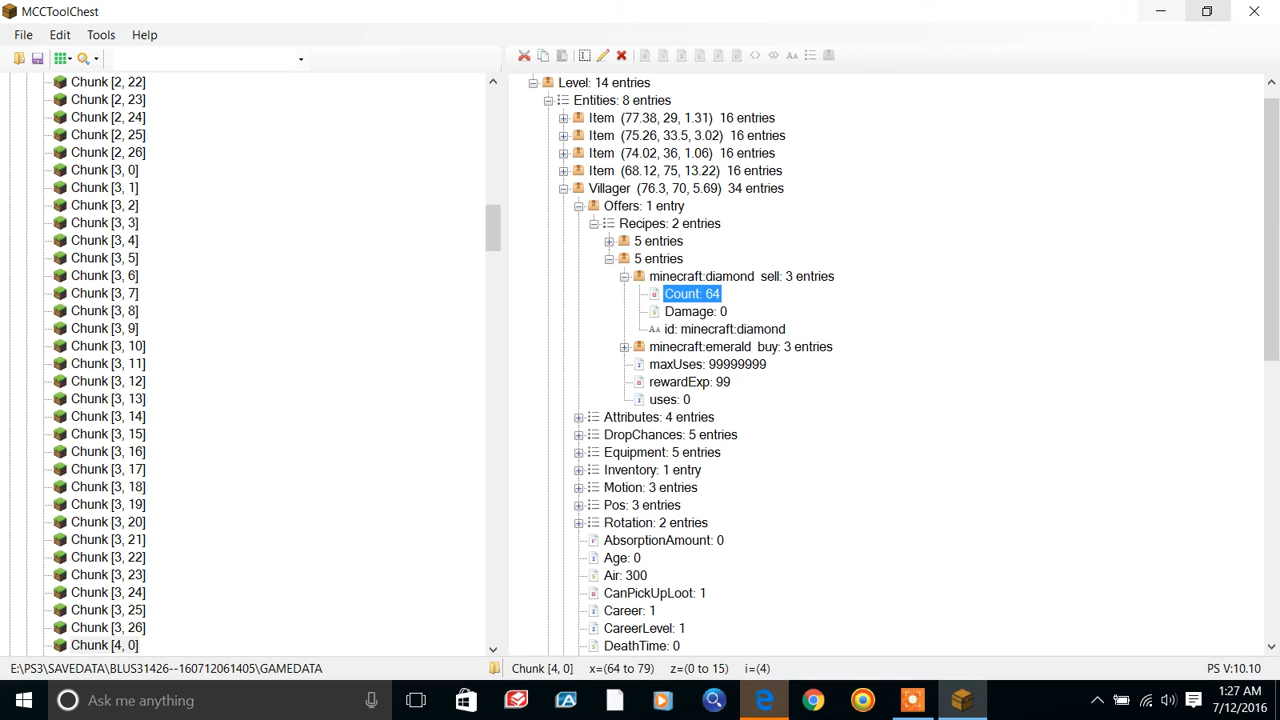 MCCToolChest
File Edit Tools Help
Chunk [2, 22]
Chunk [2, 23]
Chunk [2, 24]
Chunk [2, 25]
Chunk [2, 26]
Chunk [3, 0]
Chunk [3, 1]
Chunk [3, 2]
Chunk [3, 3]
Chunk [3, 4]
Chunk [3, 5]
Chunk [3, 6]
Chunk [3, 7]
Chunk [3, 8]
Chunk [3, 9]
Chunk [3, 10]
Chunk [3, 11]
Chunk [3, 12]
Chunk [3, 13]
Chunk [3, 14]
Chunk [3, 15]
Chunk [3, 16]
Chunk [3, 17]
Chunk [3, 18]
Chunk [3, 19]
Chunk [3, 20]
Chunk [3, 21]
Chunk [3, 22]
Chunk [3, 23]
Chunk [3, 24]
Chunk [3, 25]
Chunk [3, 26]
Chunk [4, 0]
Level: 14 entries
Entities: 8 entries
Item (77.38, 29, 1.31) 16 entries
Item (75.26, 33.5, 3.02) 16 entries
Item (74.02, 36, 1.06) 16 entries
Item (68.12, 75, 13.22) 16 entries
Villager (76.3, 70, 5.69) 34 entries
Offers: 1 entry
Recipes: 2 entries
5 entries
5 entries
minecraft:diamond sell: 3 entries
Count: 64
Damage: 0
id: minecraft:diamond
minecraft:emerald buy: 3 entries
maxUses: 99999999
rewardExp: 99
uses: 0
Attributes: 4 entries
DropChances: 5 entries
Equipment: 5 entries
Inventory: 1 entry
Motion: 3 entries
Pos: 3 entries
Rotation: 2 entries
AbsorptionAmount: 0
Age: 0
Air: 300
CanPickUpLoot: 1
Career: 1
CareerLevel: 1
DeathTime: 0
E:\PS3\SAVEDATA\BLUS31426--160712061405\GAMEDATA
Chunk [4, 0] x=(64 to 79) z=(0 to 15) i=(4)
PS V:10.10
Ask me anything
1:27 AM
7/12/2016